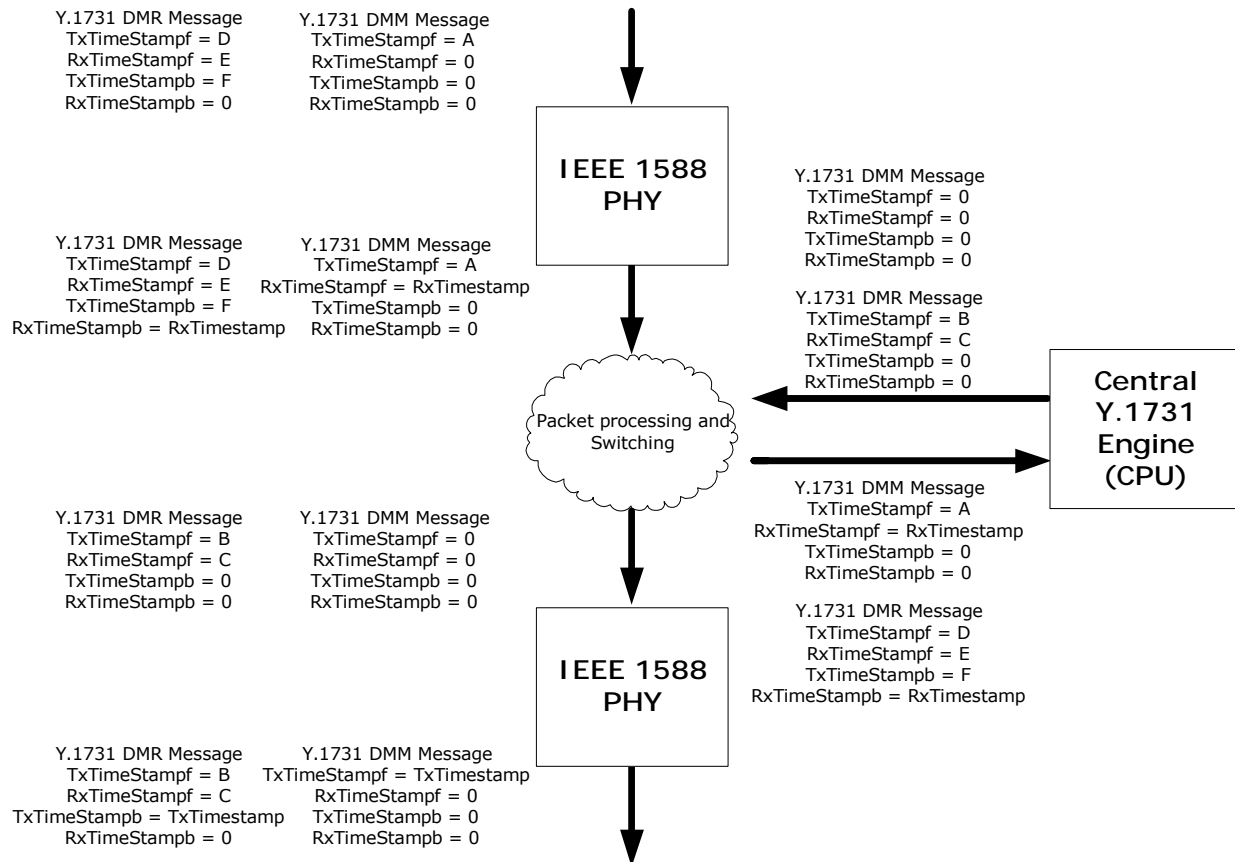 Y.1731 DMR Message
TxTimeStampf = D
RxTimeStampf = E
TxTimeStampb = F
RxTimeStampb = 0
Y.1731 DMM Message
TxTimeStampf = A
RxTimeStampf = 0
TxTimeStampb = 0
RxTimeStampb = 0
IEEE 1588
PHY
Y.1731 DMM Message
TxTimeStampf = 0
RxTimeStampf = 0
TxTimeStampb = 0
RxTimeStampb = 0
Y.1731 DMR Message
TxTimeStampf = D
RxTimeStampf = E
TxTimeStampb = F
RxTimeStampb = RxTimestamp
Y.1731 DMM Message
TxTimeStampf = A
RxTimeStampf = RxTimestamp
TxTimeStampb = 0
RxTimeStampb = 0
Y.1731 DMR Message
TxTimeStampf = B
RxTimeStampf = C
TxTimeStampb = 0
RxTimeStampb = 0
Packet processing and
Switching
Central
Y.1731
Engine
(CPU)
Y.1731 DMM Message
TxTimeStampf = A
RxTimeStampf = RxTimestamp
TxTimeStampb = 0
RxTimeStampb = 0
Y.1731 DMR Message
TxTimeStampf = B
RxTimeStampf = C
TxTimeStampb = 0
RxTimeStampb = 0
Y.1731 DMM Message
TxTimeStampf = 0
RxTimeStampf = 0
TxTimeStampb = 0
RxTimeStampb = 0
IEEE 1588
PHY
Y.1731 DMR Message
TxTimeStampf = D
RxTimeStampf = E
TxTimeStampb = F
RxTimeStampb = RxTimestamp
Y.1731 DMR Message
TxTimeStampf = B
RxTimeStampf = C
TxTimeStampb = TxTimestamp
RxTimeStampb = 0
Y.1731 DMM Message
TxTimeStampf = TxTimestamp
RxTimeStampf = 0
TxTimeStampb = 0
RxTimeStampb = 0